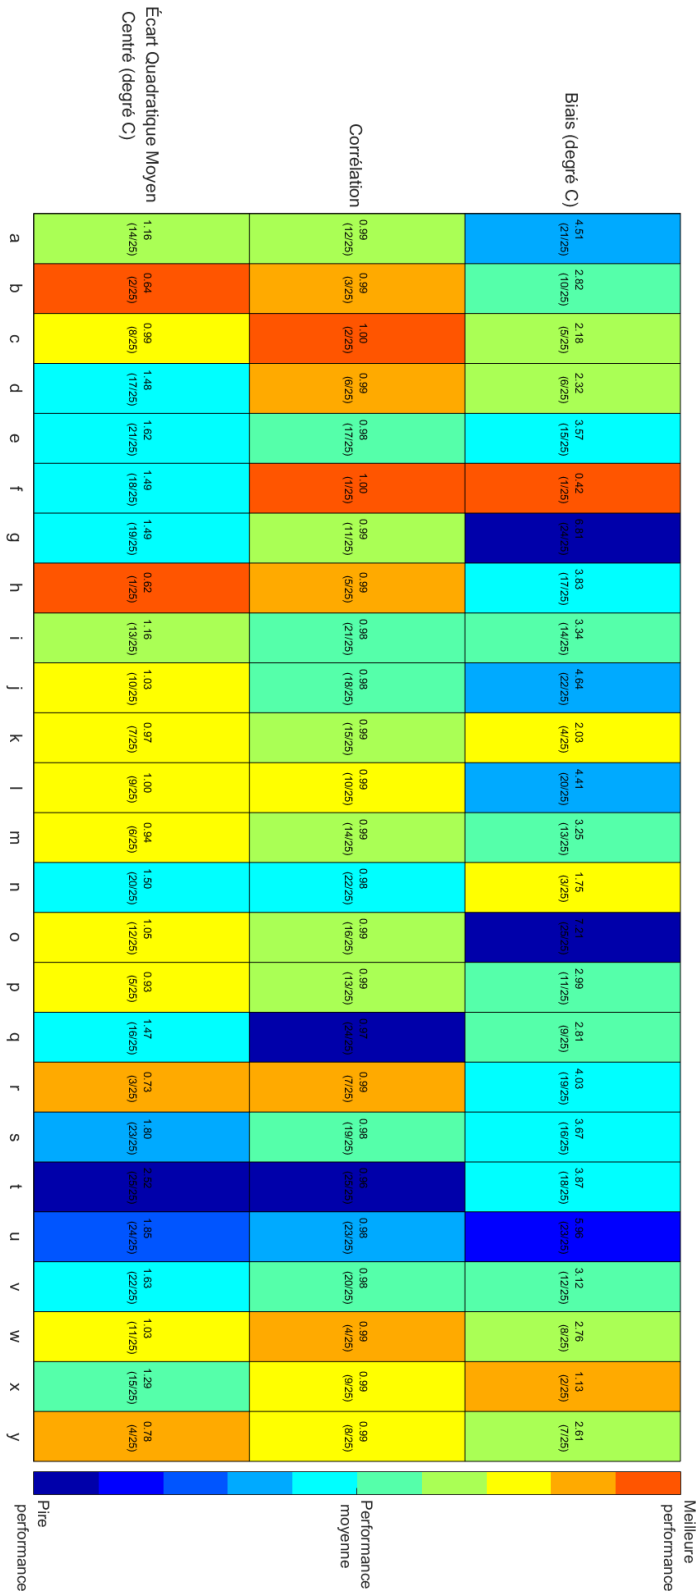 Biais (degré C)
4.51 2.82 2.18 2.32 3.57 0.42 3.83 3.34 4.64 2.03 4.41 3.25 1.75 7.21 2.99 2.81 4.03 3.67 3.87 3.12 2.76 1.13 2.61
(21/25) (10/25) (5/25) (6/25) (15/25) (1/25) (24/25) (17/25) (14/25) (22/25) (4/25) (20/25) (13/25) (3/25) (25/25) (11/25) (9/25) (19/25) (16/25) (18/25) (23/25) (12/25) (8/25) (2/25) (7/25)
Corrélation
0.99 0.99 1.00 0.99 0.98 1.00 0.99 0.99 0.98 0.98 0.99 0.99 0.99 0.98 0.99 0.99 0.97 0.99 0.98 0.98 0.98 0.99 0.99 0.99
(12/25) (3/25) (2/25) (6/25) (17/25) (1/25) (11/25) (5/25) (21/25) (18/25) (15/25) (10/25) (14/25) (22/25) (16/25) (13/25) (24/25) (7/25) (19/25) (25/25) (23/25) (20/25) (4/25) (9/25) (8/25)
Écart Quadratique Moyen
Centré (degré C)
1.16 0.64 0.99 1.48 1.62 1.49 1.49 0.62 1.16 1.03 0.97 1.00 0.94 1.50 1.05 0.93 1.47 0.73 1.80 1.85 1.63 1.03 1.29 0.78
(14/25) (2/25) (8/25) (17/25) (21/25) (18/25) (19/25) (1/25) (13/25) (10/25) (7/25) (9/25) (6/25) (20/25) (12/25) (5/25) (16/25) (3/25) (23/25) (25/25) (24/25) (22/25) (11/25) (15/25) (4/25)
a b c d e f g h i j k l m n o p q r s t u v w x y
Meilleure
performance
Performance
moyenne
Pire
performance